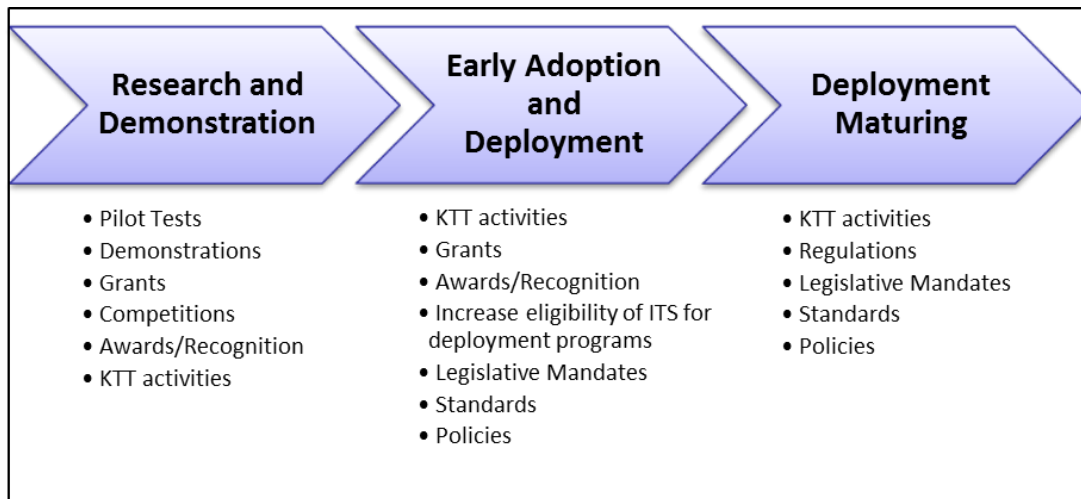 Research and
Demonstration
• Pilot Tests
• Demonstrations
• Grants
• Competitions
• Awards/Recognition
• KTT activities
Early Adoption
and
Deployment
• KTT activities
• Grants
• Awards/Recognition
• Increase eligibility of ITS for
deployment programs
• Legislative Mandates
• Standards
• Policies
Deployment
Maturing
• KTT activities
• Regulations
• Legislative Mandates
• Standards
• Policies